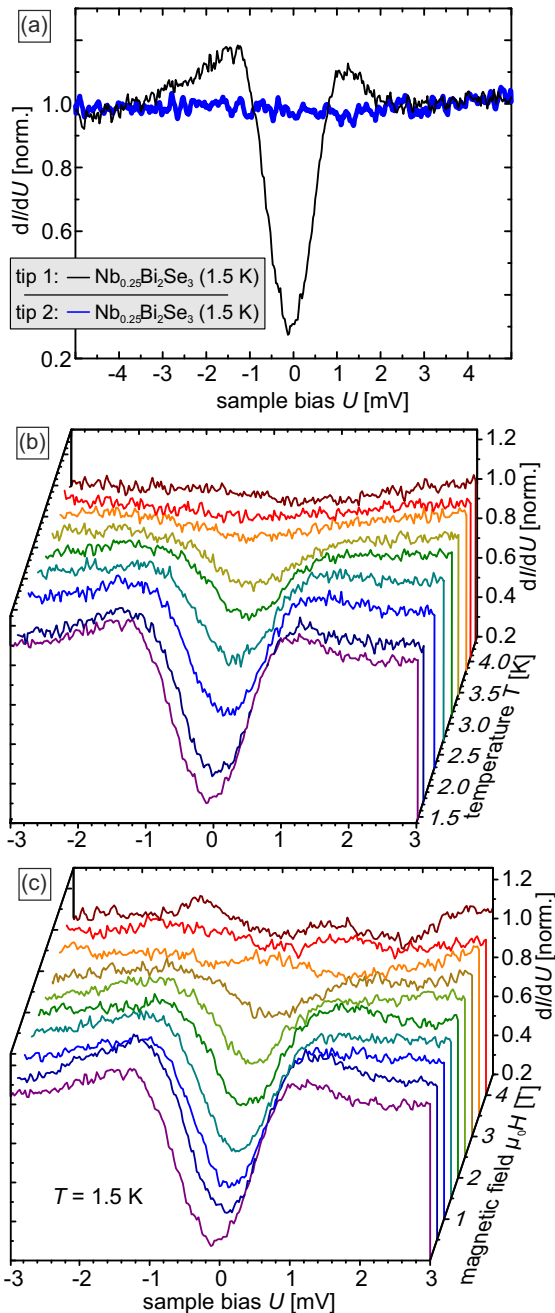 (a)
dI/dU [norm.]
1.0
0.8
0.6
0.4
0.2
tip 1: — Nb0.25Bi2Se3 (1.5 K)
tip 2: — Nb0.25Bi2Se3 (1.5 K)
-4 -3 -2 -1 0 1 2 3 4
sample bias U [mV]
(b)
1.2
1.0
0.8
0.6
0.4
0.2
dI/dU [norm.]
4.0
3.5
3.0
2.5
2.0
1.5
temperature T [K]
-3 -2 -1 0 1 2 3
(c)
1.2
1.0
0.8
0.6
0.4
0.2
dI/dU [norm.]
4
3
2
1
magnetic field μ0H [T]
T = 1.5 K
-3 -2 -1 0 1 2 3
sample bias U [mV]